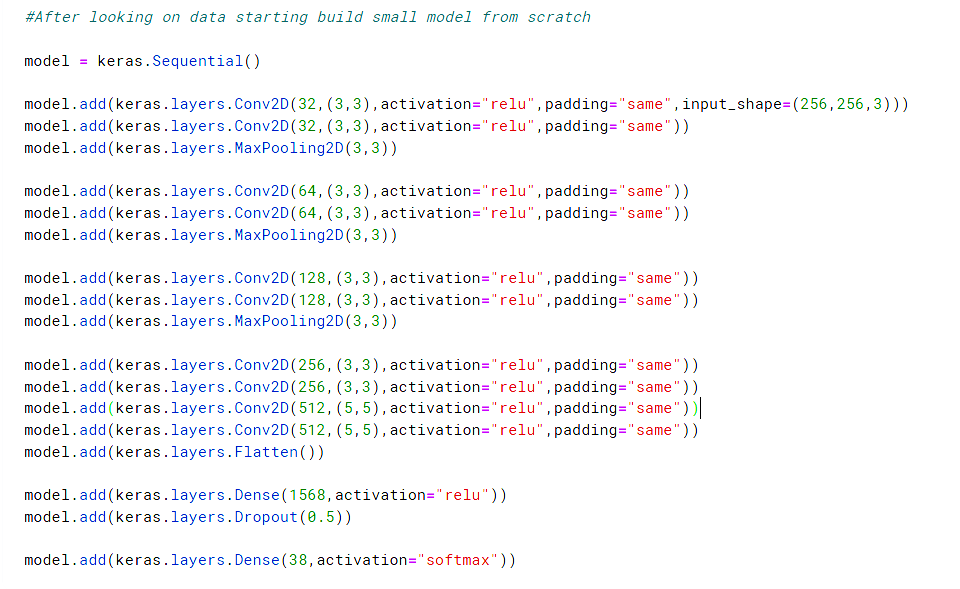 #After looking on data starting build small model from scratch
model = keras.Sequential()
model.add(keras.layers.Conv2D(32,(3,3),activation="relu",padding="same",input_shape=(256,256,3)))
model.add(keras.layers.Conv2D(32,(3,3),activation="relu",padding="same"))
model.add(keras.layers.MaxPooling2D(3,3))
model.add(keras.layers.Conv2D(64,(3,3),activation="relu",padding="same"))
model.add(keras.layers.Conv2D(64,(3,3),activation="relu",padding="same"))
model.add(keras.layers.MaxPooling2D(3,3))
model.add(keras.layers.Conv2D(128,(3,3),activation="relu",padding="same"))
model.add(keras.layers.Conv2D(128,(3,3),activation="relu",padding="same"))
model.add(keras.layers.MaxPooling2D(3,3))
model.add(keras.layers.Conv2D(256,(3,3),activation="relu",padding="same"))
model.add(keras.layers.Conv2D(256,(3,3),activation="relu",padding="same"))
model.add(keras.layers.Conv2D(512,(5,5),activation="relu",padding="same"))
model.add(keras.layers.Conv2D(512,(5,5),activation="relu",padding="same"))
model.add(keras.layers.Flatten())
model.add(keras.layers.Dense(1568,activation="relu"))
model.add(keras.layers.Dropout(0.5))
model.add(keras.layers.Dense(38,activation="softmax"))